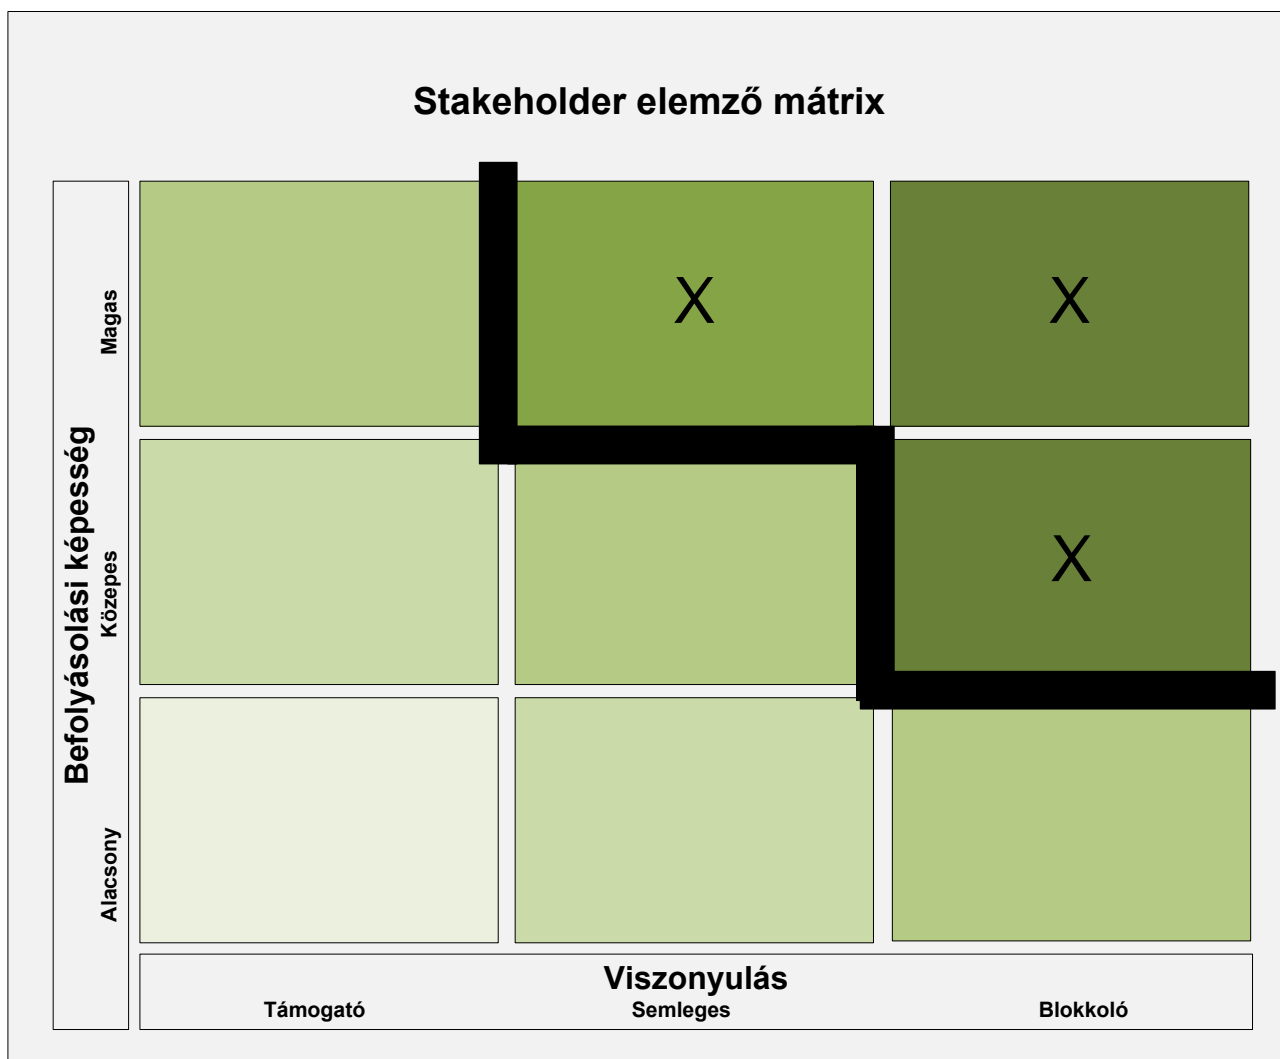 Stakeholder elemző mátrix
Befolyásolási képesség
Magas
X
X
Közepes
X
Alacsony
Viszonyulás
Támogató
Semleges
Blokkoló